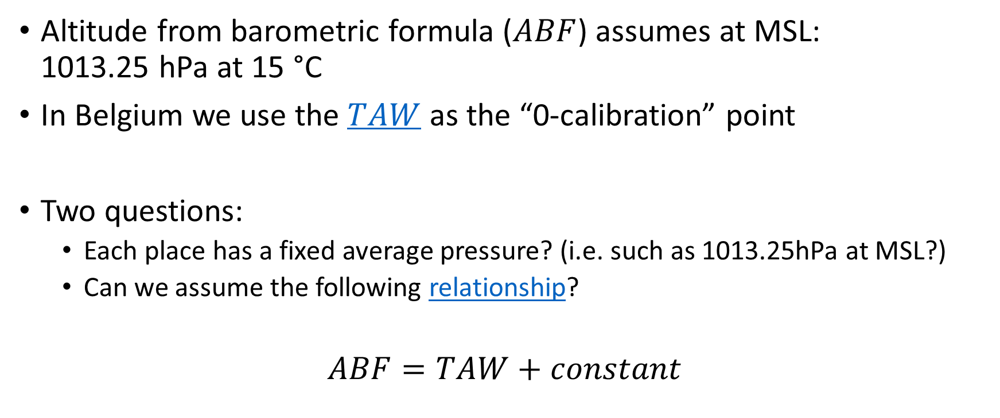 • Altitude from barometric formula (ABF) assumes at MSL:
1013.25 hPa at 15 °C
• In Belgium we use the TAW as the “0-calibration” point
• Two questions:
• Each place has a fixed average pressure? (i.e. such as 1013.25hPa at MSL?)
• Can we assume the following relationship?
ABF = TAW + constant